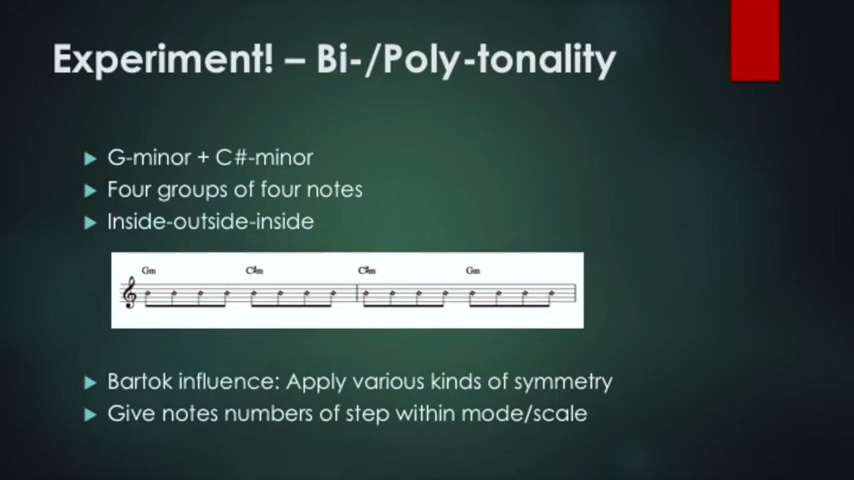 Experiment! – Bi-/Poly-tonality
G-minor + C#-minor
Four groups of four notes
Inside-outside-inside
Gm C#m C#m Gm
Bartok influence: Apply various kinds of symmetry
Give notes numbers of step within mode/scale